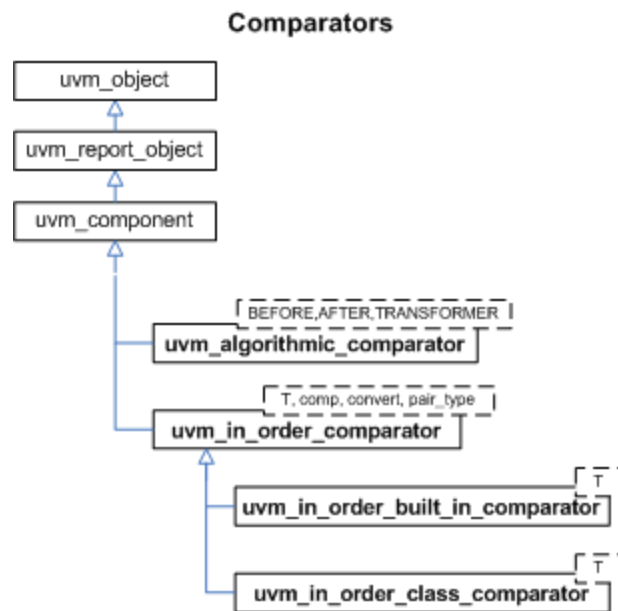 Comparators
uvm_object
uvm_report_object
uvm_component
BEFORE,AFTER,TRANSFORMER
uvm_algorithmic_comparator
T, comp, convert, pair_type
uvm_in_order_comparator
T
uvm_in_order_built_in_comparator
T
uvm_in_order_class_comparator